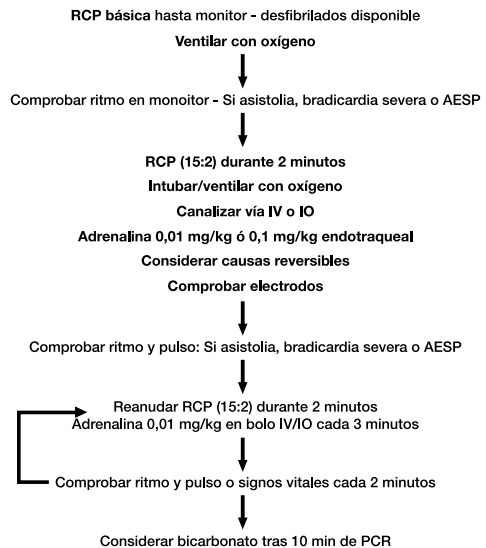 RCP básica hasta monitor - desfibrilados disponible
Ventilar con oxígeno
Comprobar ritmo en monoitor - Si asistolia, bradicardia severa o AESP
RCP (15:2) durante 2 minutos
Intubar/ventilar con oxígeno
Canalizar vía IV o IO
Adrenalina 0,01 mg/kg ó 0,1 mg/kg endotraqueal
Considerar causas reversibles
Comprobar electrodos
Comprobar ritmo y pulso: Si asistolia, bradicardia severa o AESP
Reanudar RCP (15:2) durante 2 minutos
Adrenalina 0,01 mg/kg en bolo IV/IO cada 3 minutos
Comprobar ritmo y pulso o signos vitales cada 2 minutos
Considerar bicarbonato tras 10 min de PCR